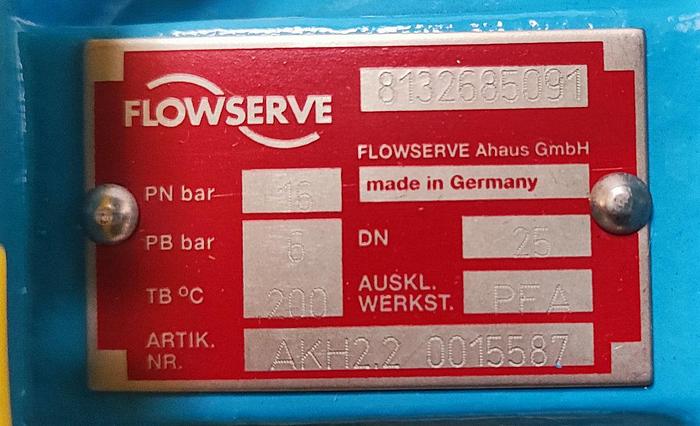 FLOWSERVE
8132685091
FLOWSERVE Ahaus GmbH
made in Germany
PN bar 16
PB bar 6
DN 25
TB °C 200
AUSKL.
WERKST. PFA
ARTIK.
NR. AKH2.2 0015587